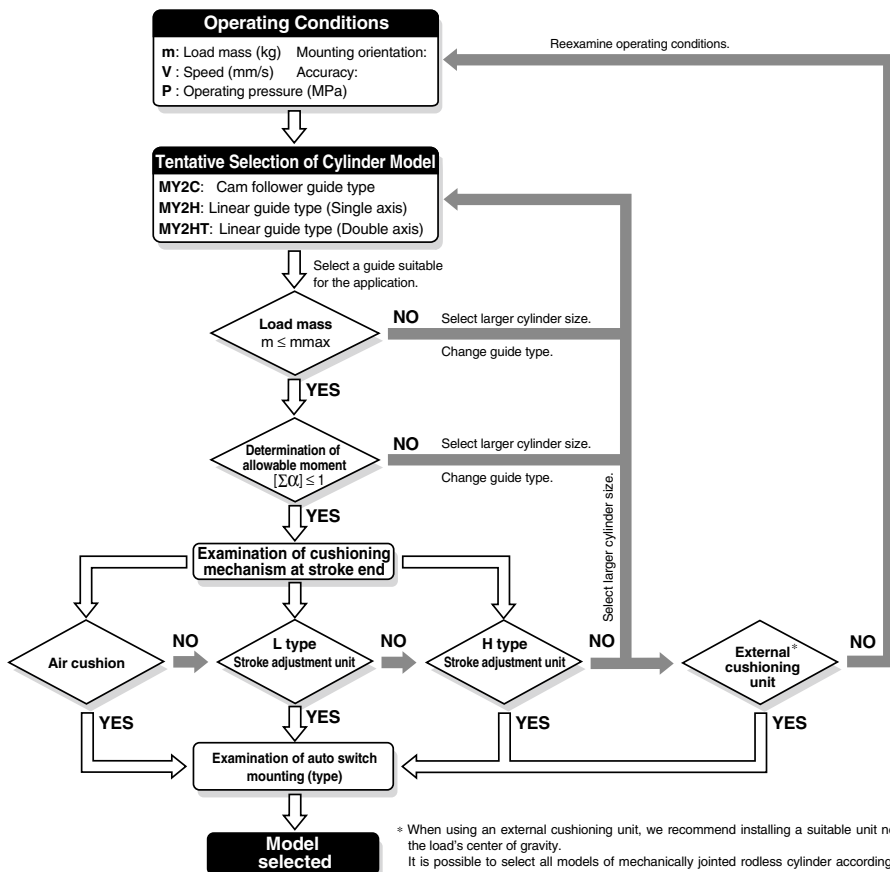 Operating Conditions
m: Load mass (kg) Mounting orientation:
V : Speed (mm/s) Accuracy:
P : Operating pressure (MPa)
Reexamine operating conditions.
Tentative Selection of Cylinder Model
MY2C: Cam follower guide type
MY2H: Linear guide type (Single axis)
MY2HT: Linear guide type (Double axis)
Select a guide suitable
for the application.
Load mass
m ≤ mmax
NO
Select larger cylinder size.
Change guide type.
YES
Determination of
allowable moment
[Σα] ≤ 1
NO
Select larger cylinder size.
Change guide type.
Select larger cylinder size.
YES
Examination of cushioning
mechanism at stroke end
Air cushion
NO
L type
Stroke adjustment unit
NO
H type
Stroke adjustment unit
NO
External*
cushioning
unit
NO
YES
YES
YES
YES
Examination of auto switch
mounting (type)
Model
selected
* When using an external cushioning unit, we recommend installing a suitable unit
the load's center of gravity.
It is possible to select all models of mechanically jointed rodless cylinder according